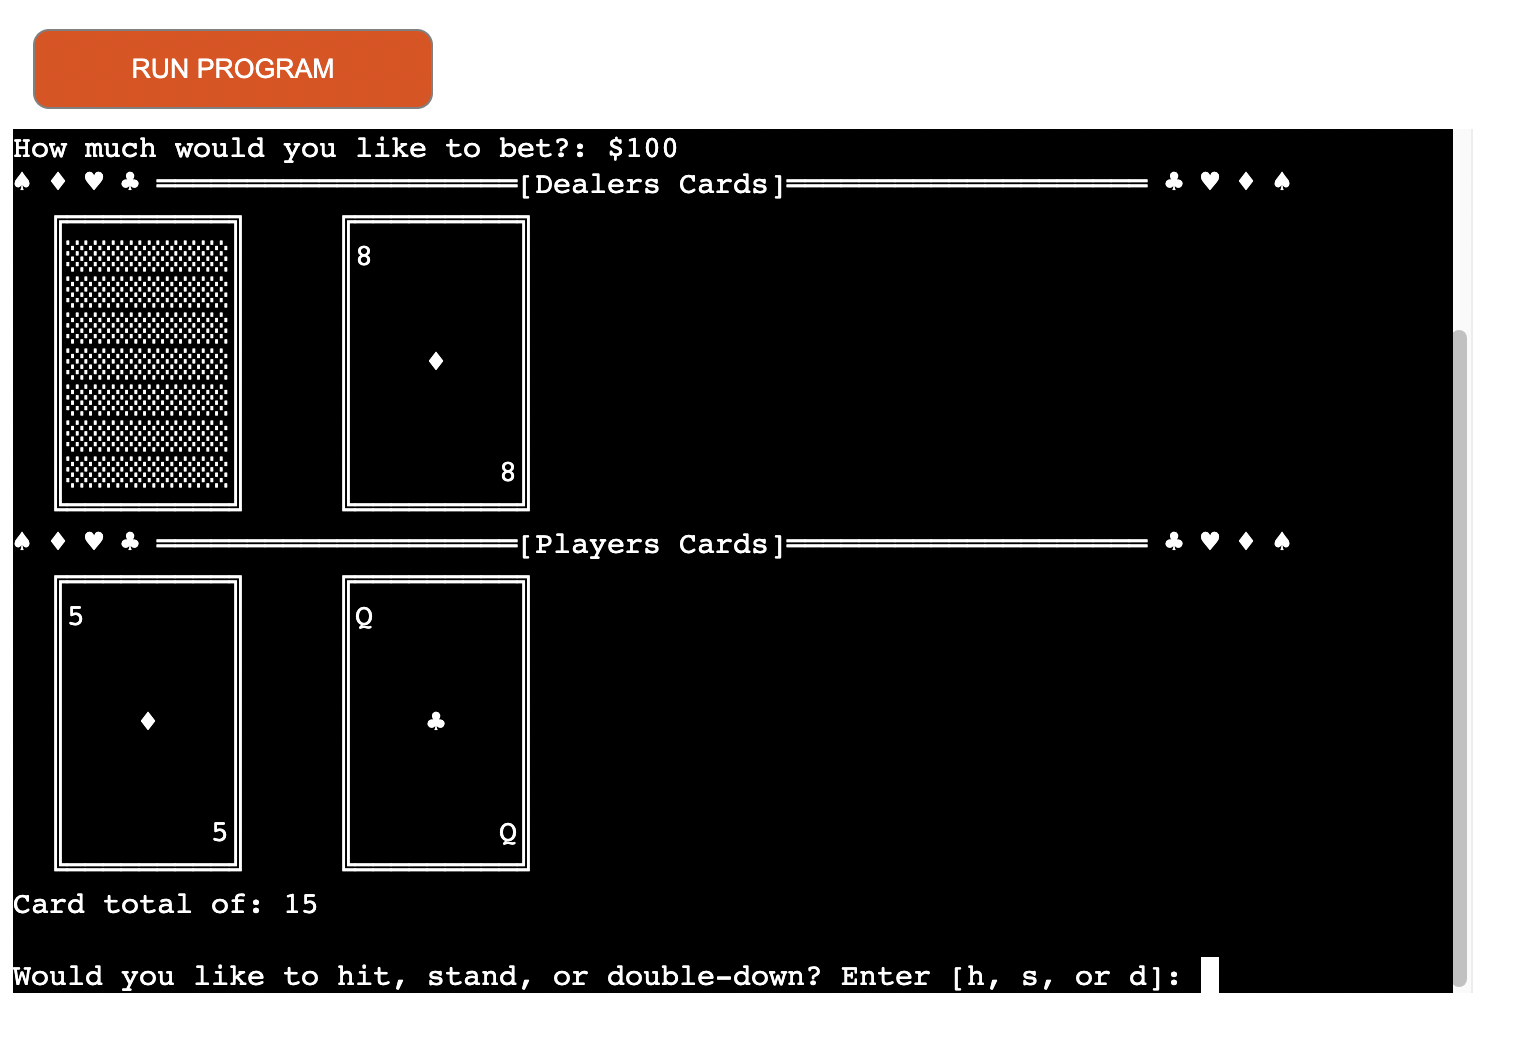 RUN PROGRAM
How much would you like to bet?: $100
♠ ♦ ♥ ♣ ════════════════════[Dealers Cards]════════════════════ ♣ ♥ ♦ ♠
8
♦
8
♠ ♦ ♥ ♣ ════════════════════[Players Cards]════════════════════ ♣ ♥ ♦ ♠
5 Q
♦ ♣
5 Q
Card total of: 15
Would you like to hit, stand, or double-down? Enter [h, s, or d]: